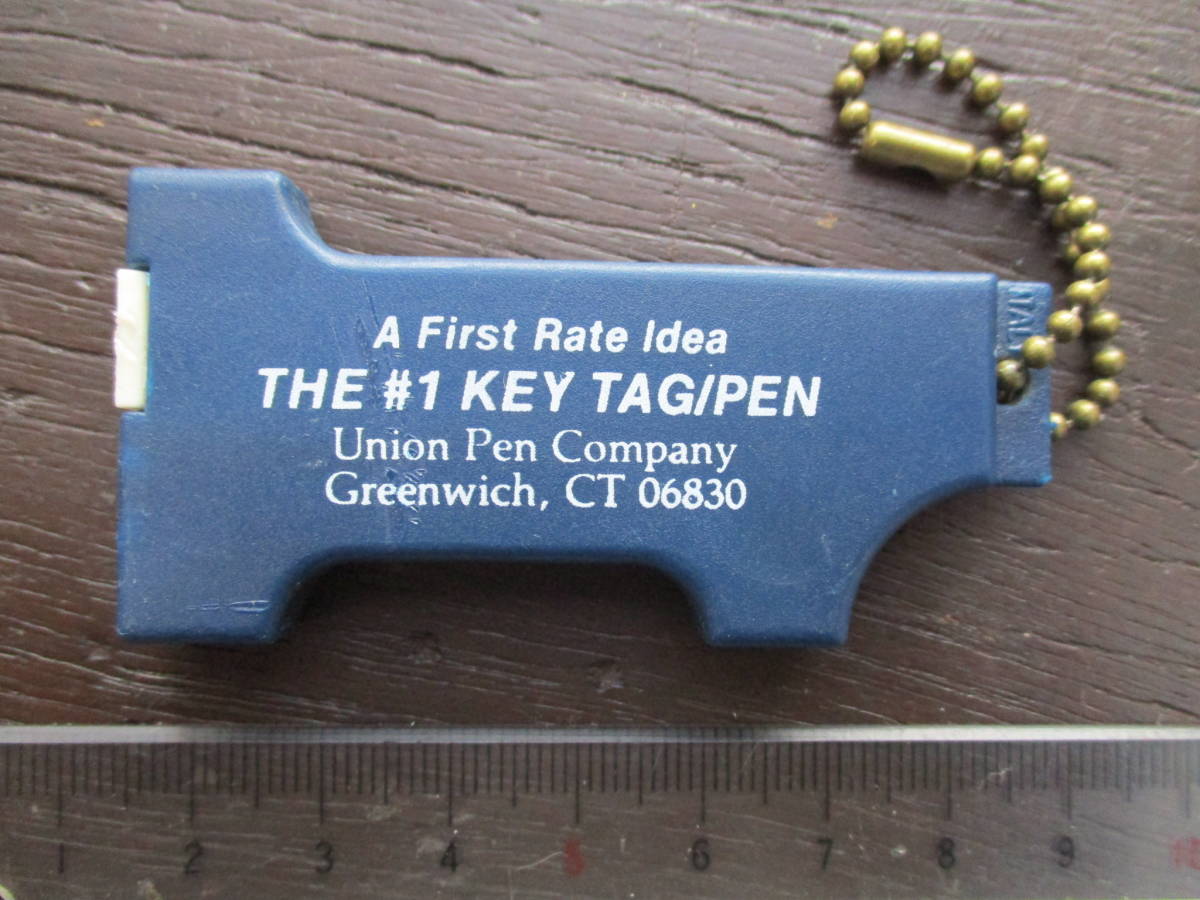 A First Rate Idea
THE #1 KEY TAG/PEN
Union Pen Company
Greenwich, CT 06830
1 2 3 4 5 6 7 8 9 10